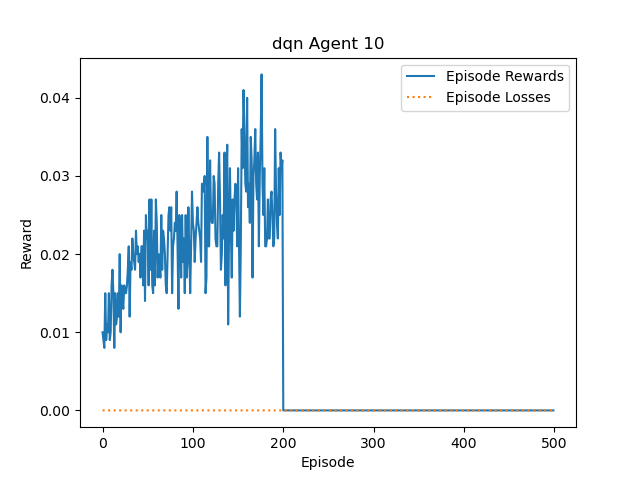 dqn Agent 10
Episode Rewards
Episode Losses
Reward
0.04
0.03
0.02
0.01
0.00
0 100 200 300 400 500
Episode